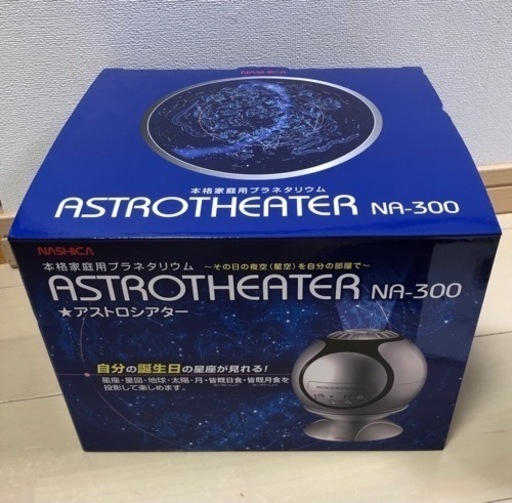 NASHICA
本格家庭用プラネタリウム
ASTROTHEATER NA-300
NASHICA
本格家庭用プラネタリウム ～その日の夜空(星空)を自分の部屋で～
ASTROTHEATER NA-300
★アストロシアター
自分の誕生日の星座が見れる!
星座・星図・地球・太陽・月・皆既日食・皆既月食を
投影して楽しめます。
ASTROTHEATER